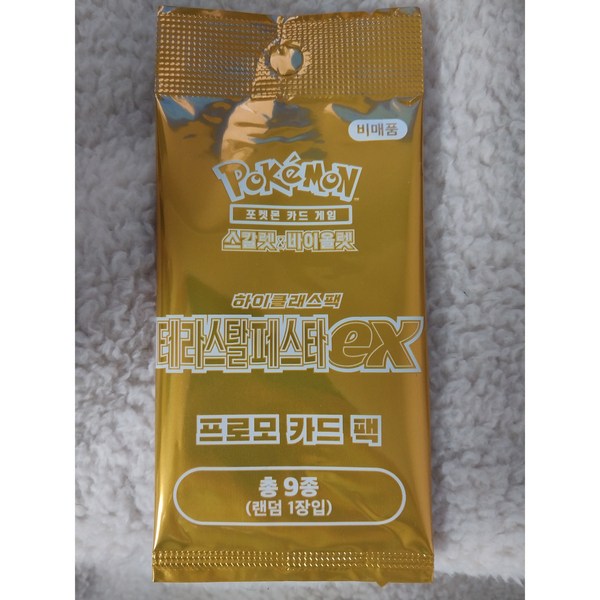 비매품
POKéMON
포켓몬 카드 게임
스칼렛&바이올렛
하이클래스팩
테라스탈페스타ex
프로모 카드 팩
총 9종
(랜덤 1장입)